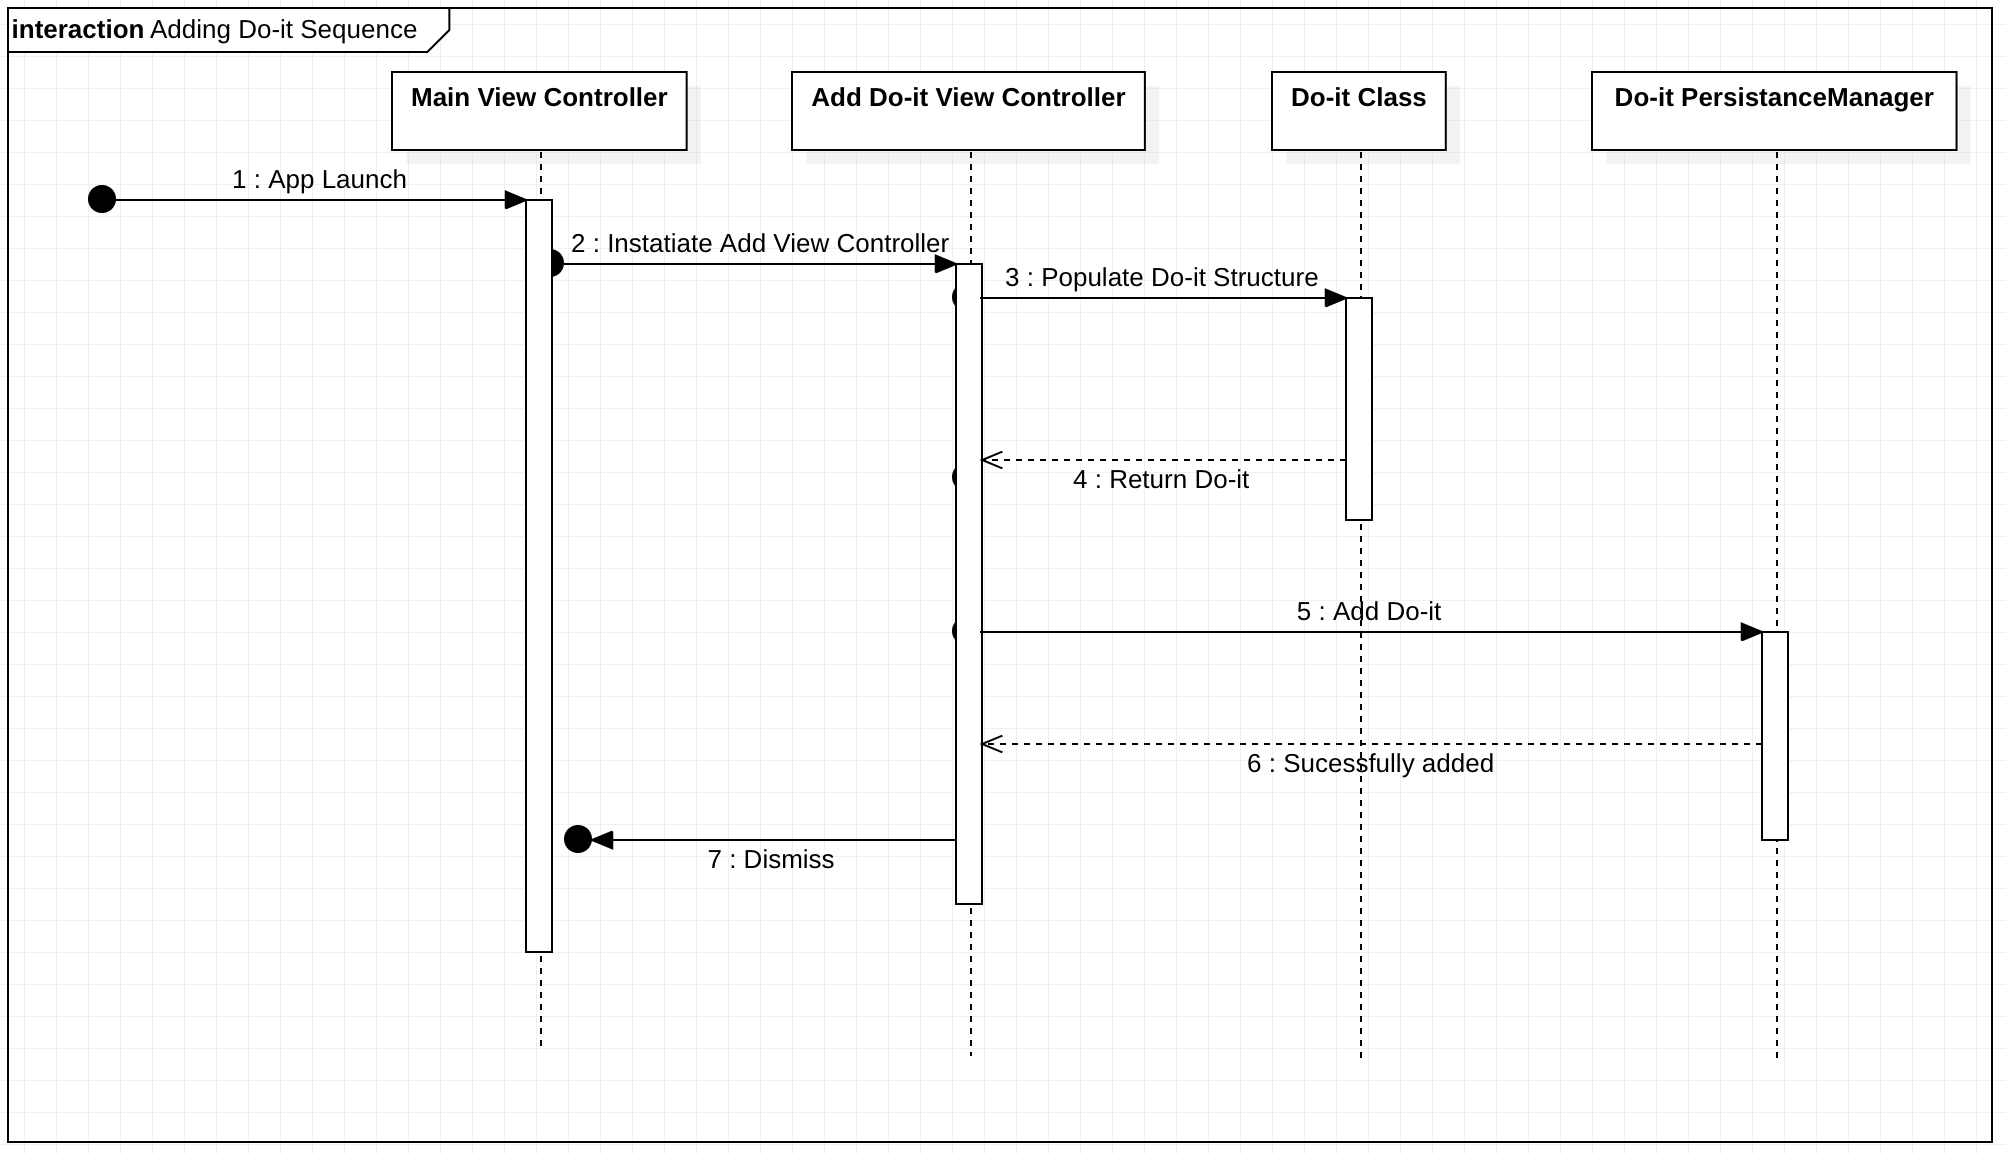 interaction Adding Do-it Sequence
Main View Controller
Add Do-it View Controller
Do-it Class
Do-it PersistanceManager
1 : App Launch
2 : Instatiate Add View Controller
3 : Populate Do-it Structure
4 : Return Do-it
5 : Add Do-it
6 : Sucessfully added
7 : Dismiss